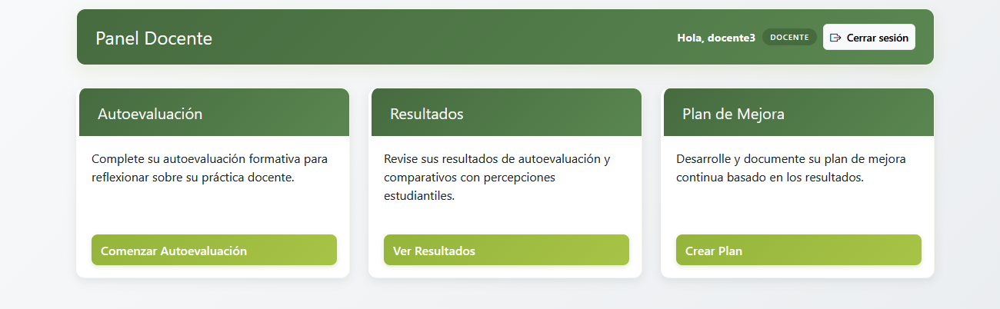 Panel Docente
Hola, docente3 DOCENTE Cerrar sesión
Autoevaluación
Complete su autoevaluación formativa para
reflexionar sobre su práctica docente.
Comenzar Autoevaluación
Resultados
Revise sus resultados de autoevaluación y
comparativos con percepciones
estudiantiles.
Ver Resultados
Plan de Mejora
Desarrolle y documente su plan de mejora
continua basado en los resultados.
Crear Plan